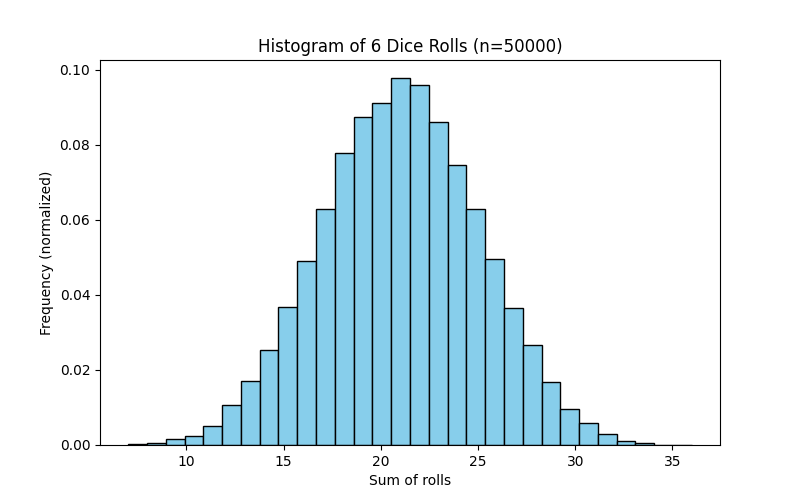 Histogram of 6 Dice Rolls (n=50000)
Frequency (normalized)
0.10
0.08
0.06
0.04
0.02
0.00
10 15 20 25 30 35
Sum of rolls